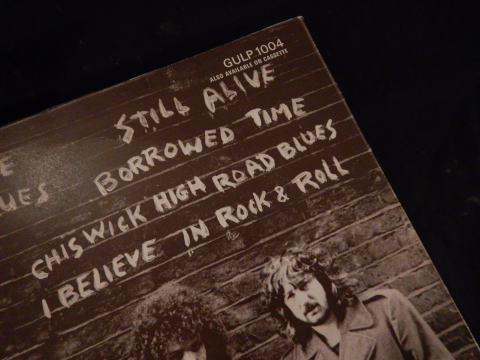 GULP 1004
ALSO AVAILABLE ON CASSETTE
STILL ALIVE
BORROWED TIME
CHISWICK HIGH ROAD BLUES
I BELIEVE IN ROCK & ROLL